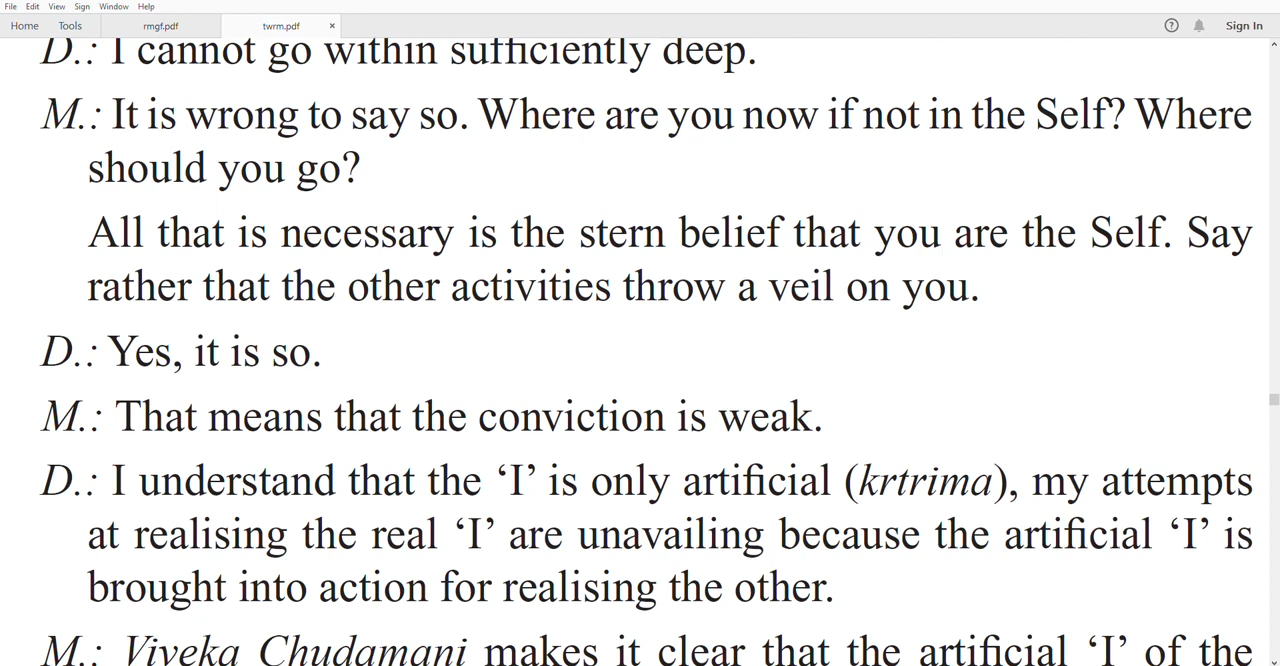 File Edit View Sign Window Help
Home Tools rmgf.pdf twrm.pdf × ? Sign In
D.: I cannot go within sufficiently deep.
M.: It is wrong to say so. Where are you now if not in the Self? Where
should you go?
All that is necessary is the stern belief that you are the Self. Say
rather that the other activities throw a veil on you.
D.: Yes, it is so.
M.: That means that the conviction is weak.
D.: I understand that the ‘I’ is only artificial (krtrima), my attempts
at realising the real ‘I’ are unavailing because the artificial ‘I’ is
brought into action for realising the other.
M.: Viveka Chudamani makes it clear that the artificial ‘I’ of the